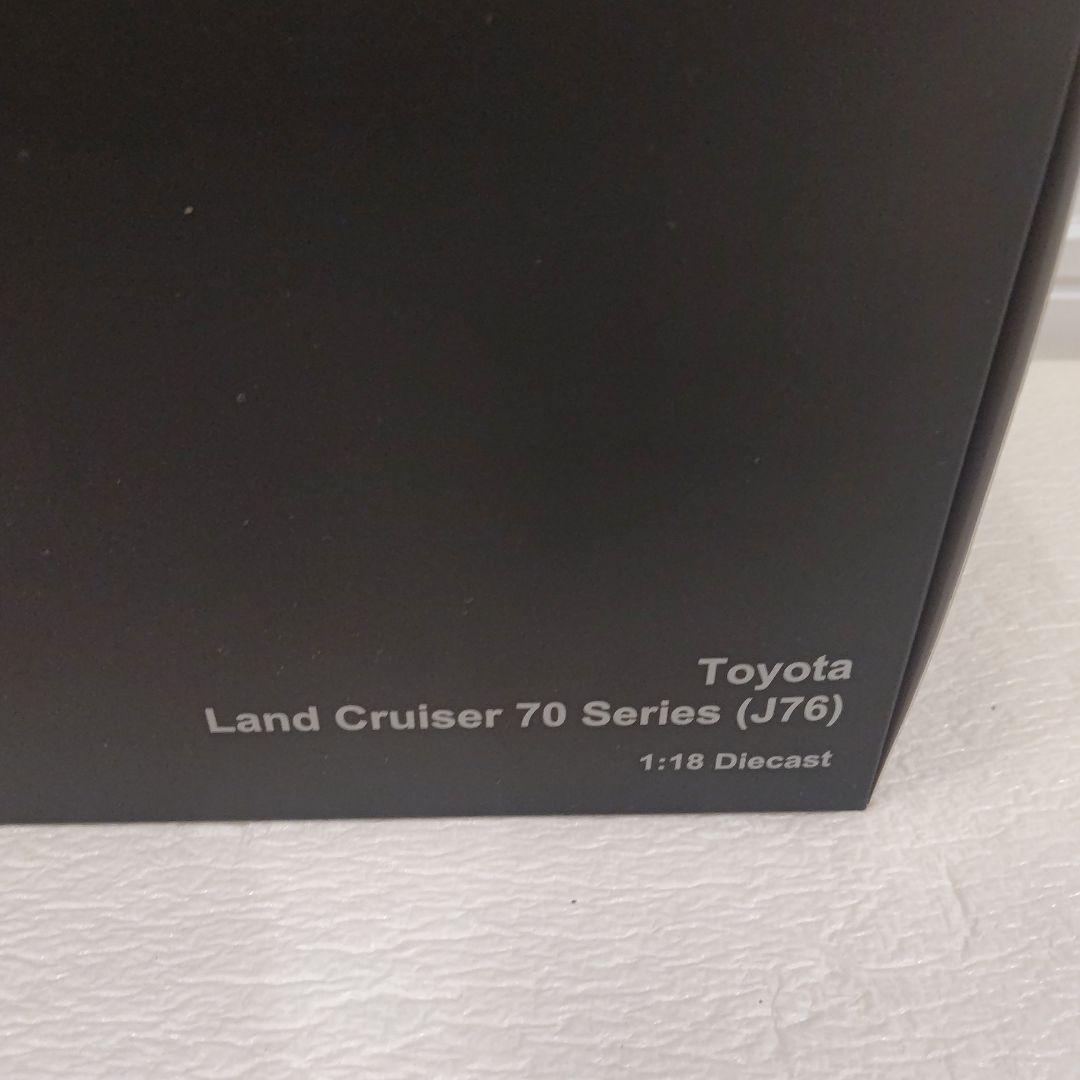 Toyota
Land Cruiser 70 Series (J76)
1:18 Diecast